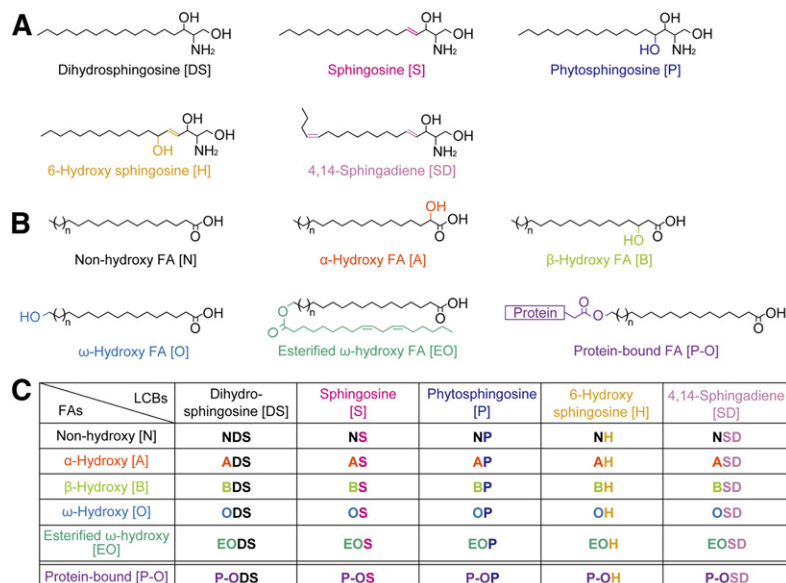 A
OH
OH
NH₂
Dihydrosphingosine [DS]
OH
OH
NH₂
Sphingosine [S]
OH
OH
HO NH₂
Phytosphingosine [P]
OH
OH
OH NH₂
6-Hydroxy sphingosine [H]
OH
OH
NH₂
4,14-Sphingadiene [SD]
B
( )n OH
O
Non-hydroxy FA [N]
OH
( )n OH
O
α-Hydroxy FA [A]
( )n OH
HO O
β-Hydroxy FA [B]
HO ( )n OH
O
ω-Hydroxy FA [O]
( )n OH
O O
O
Esterified ω-hydroxy FA [EO]
Protein O
O ( )n OH
O
Protein-bound FA [P-O]
C
LCBs
FAs
Dihydro-
sphingosine [DS]
Sphingosine
[S]
Phytosphingosine
[P]
6-Hydroxy
sphingosine [H]
4,14-Sphingadiene
[SD]
Non-hydroxy [N] NDS NS NP NH NSD
α-Hydroxy [A] ADS AS AP AH ASD
β-Hydroxy [B] BDS BS BP BH BSD
ω-Hydroxy [O] ODS OS OP OH OSD
Esterified ω-hydroxy
[EO] EODS EOS EOP EOH EOSD
Protein-bound [P-O] P-ODS P-OS P-OP P-OH P-OSD